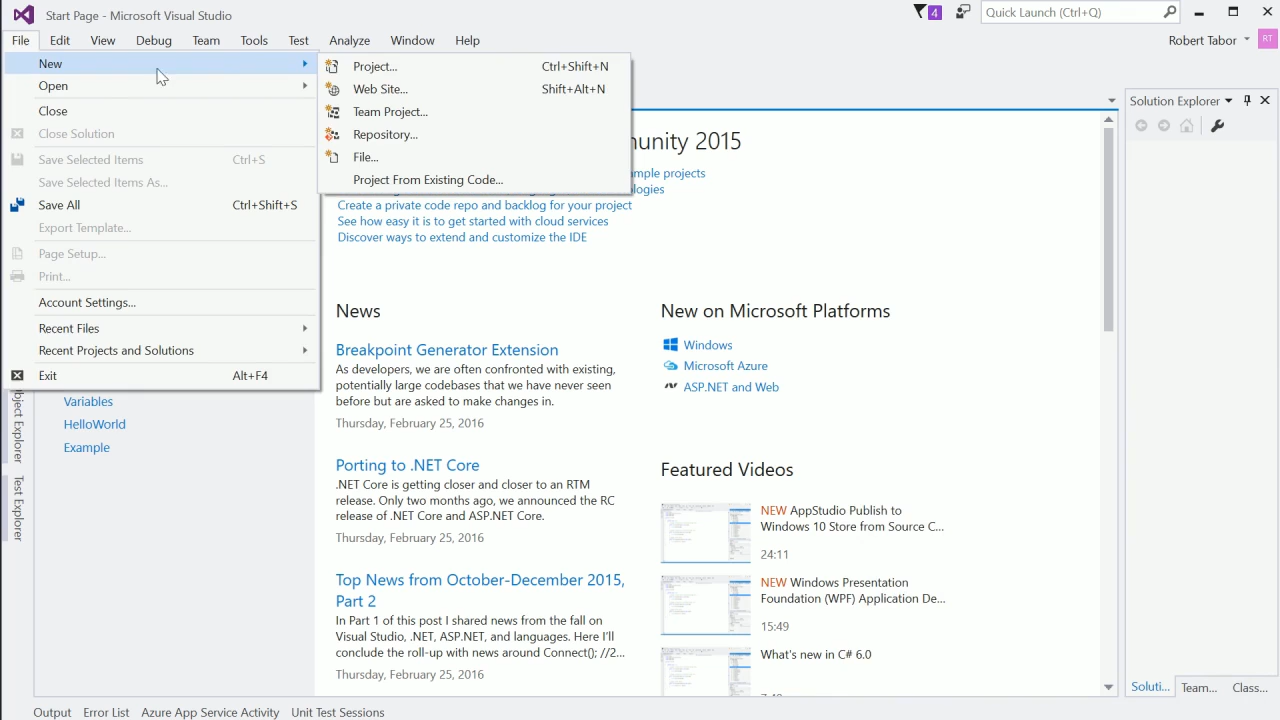 Start Page - Microsoft Visual Studio
4
Quick Launch (Ctrl+Q)
File Edit View Debug Team Tools Test Analyze Window Help
Robert Tabor RT
New
Open
Close
Close Solution
Save Selected Items Ctrl+S
Save Selected Items As...
Save All Ctrl+Shift+S
Export Template...
Page Setup...
Print...
Account Settings...
Recent Files
Recent Projects and Solutions
Exit Alt+F4
Project... Ctrl+Shift+N
Web Site... Shift+Alt+N
Team Project...
Repository...
File...
Project From Existing Code...
Variables
HelloWorld
Example
Object Explorer
Test Explorer
munity 2015
mple projects
logies
Create a private code repo and backlog for your project
See how easy it is to get started with cloud services
Discover ways to extend and customize the IDE
News
Breakpoint Generator Extension
As developers, we are often confronted with existing,
potentially large codebases that we have never seen
before but are asked to make changes in.
Thursday, February 25, 2016
Porting to .NET Core
.NET Core is getting closer and closer to an RTM
release. Only two months ago, we announced the RC
release of .NET Core and ASP.NET Core.
Thursday, February 25, 2016
Top News from October-December 2015,
Part 2
In Part 1 of this post I shared news from the fall on
Visual Studio, .NET, ASP.NET, and languages. Here I'll
conclude the roll-up with news around Connect(); //2...
Thursday, February 25, 2016
New on Microsoft Platforms
Windows
Microsoft Azure
ASP.NET and Web
Featured Videos
NEW AppStudio Publish to
Windows 10 Store from Source C...
24:11
NEW Windows Presentation
Foundation (WPF) Application De...
15:49
What's new in C# 6.0
Solution Explorer
Soluti... Team... Class...
Output Error List Azure App Service Activity Unit Test Sessions